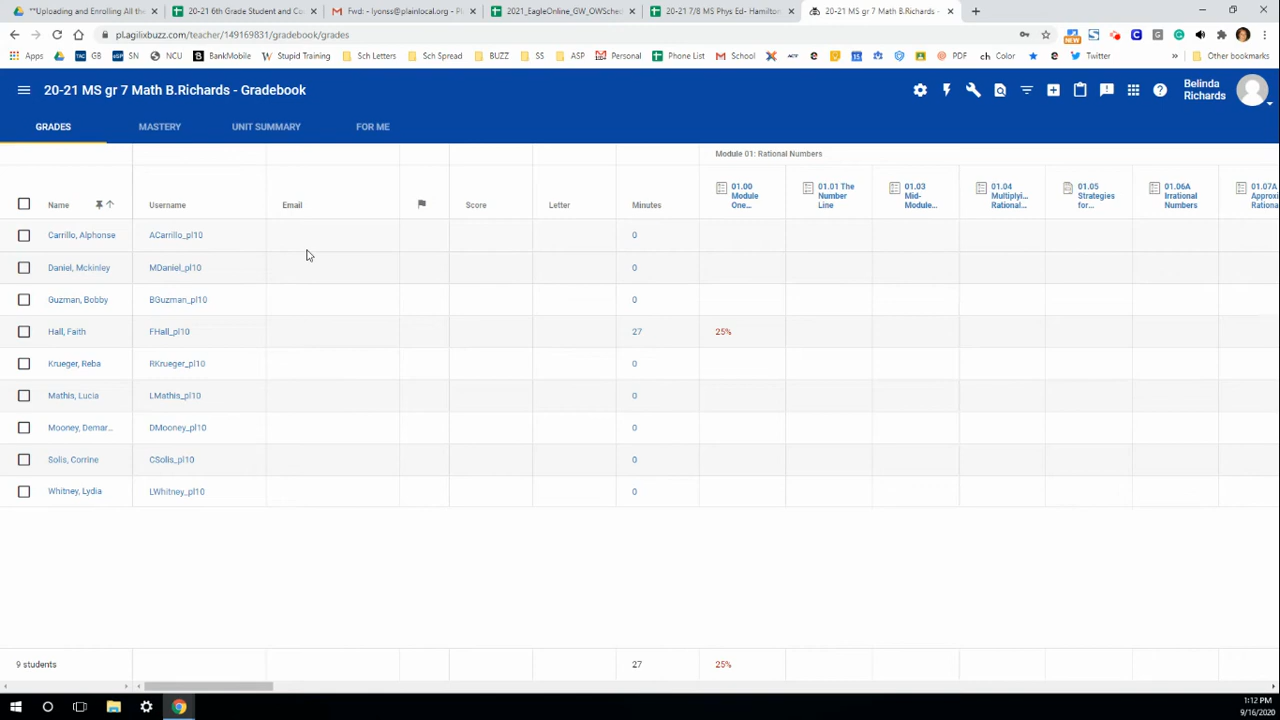 **Uploading and Enrolling All the
20-21 6th Grade Student and Co
Fwd: - lyonss@plainlocal.org - P
2021_EagleOnline_GW_OWSche
20-21 7/8 MS Phys Ed- Hamilton
20-21 MS gr 7 Math B.Richards -
pl.agilixbuzz.com/teacher/149169831/gradebook/grades
NEW
Apps
GB
SN
NCU
BankMobile
Stupid Training
Sch Letters
Sch Spread
BUZZ
SS
ASP
Personal
Phone List
School
PDF
Color
Twitter
Other bookmarks
20-21 MS gr 7 Math B.Richards - Gradebook
Belinda
Richards
GRADES MASTERY UNIT SUMMARY FOR ME
Module 01: Rational Numbers
Name
Username
Email
Score
Letter
Minutes
01.00
Module
One...
01.01 The
Number
Line
01.03
Mid-
Module...
01.04
Multiplyi...
Rational...
01.05
Strategies
for...
01.06A
Irrational
Numbers
01.07A
Approxi
Rationa
Carrillo, Alphonse ACarrillo_pl10 0
Daniel, Mckinley MDaniel_pl10 0
Guzman, Bobby BGuzman_pl10 0
Hall, Faith FHall_pl10 27 25%
Krueger, Reba RKrueger_pl10 0
Mathis, Lucia LMathis_pl10 0
Mooney, Demar... DMooney_pl10 0
Solis, Corrine CSolis_pl10 0
Whitney, Lydia LWhitney_pl10 0
9 students 27 25%
1:12 PM
9/16/2020